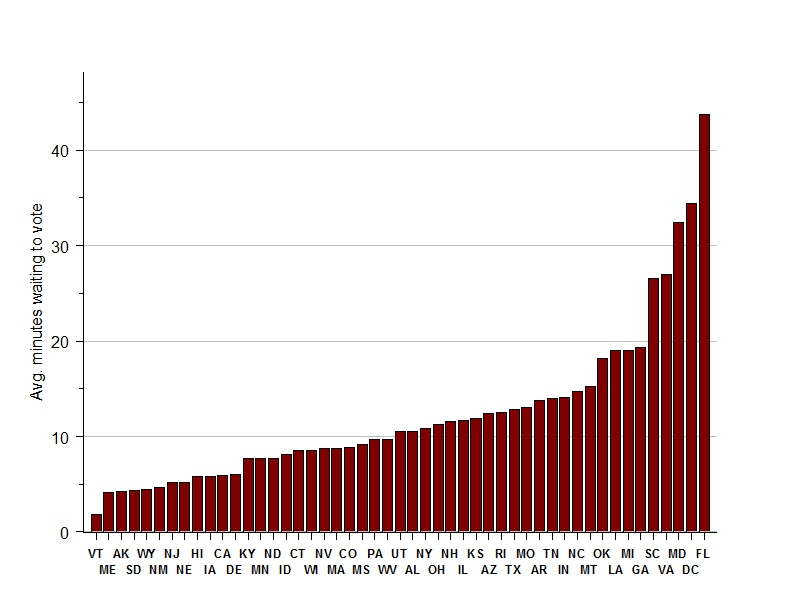 Avg. minutes waiting to vote
40
30
20
10
0
VT AK WY NJ HI CA KY ND CT NV CO PA UT NY NH KS RI MO TN NC OK MI SC MD FL
ME SD NM NE IA DE MN ID WI MA MS WV AL OH IL AZ TX AR IN MT LA GA VA DC